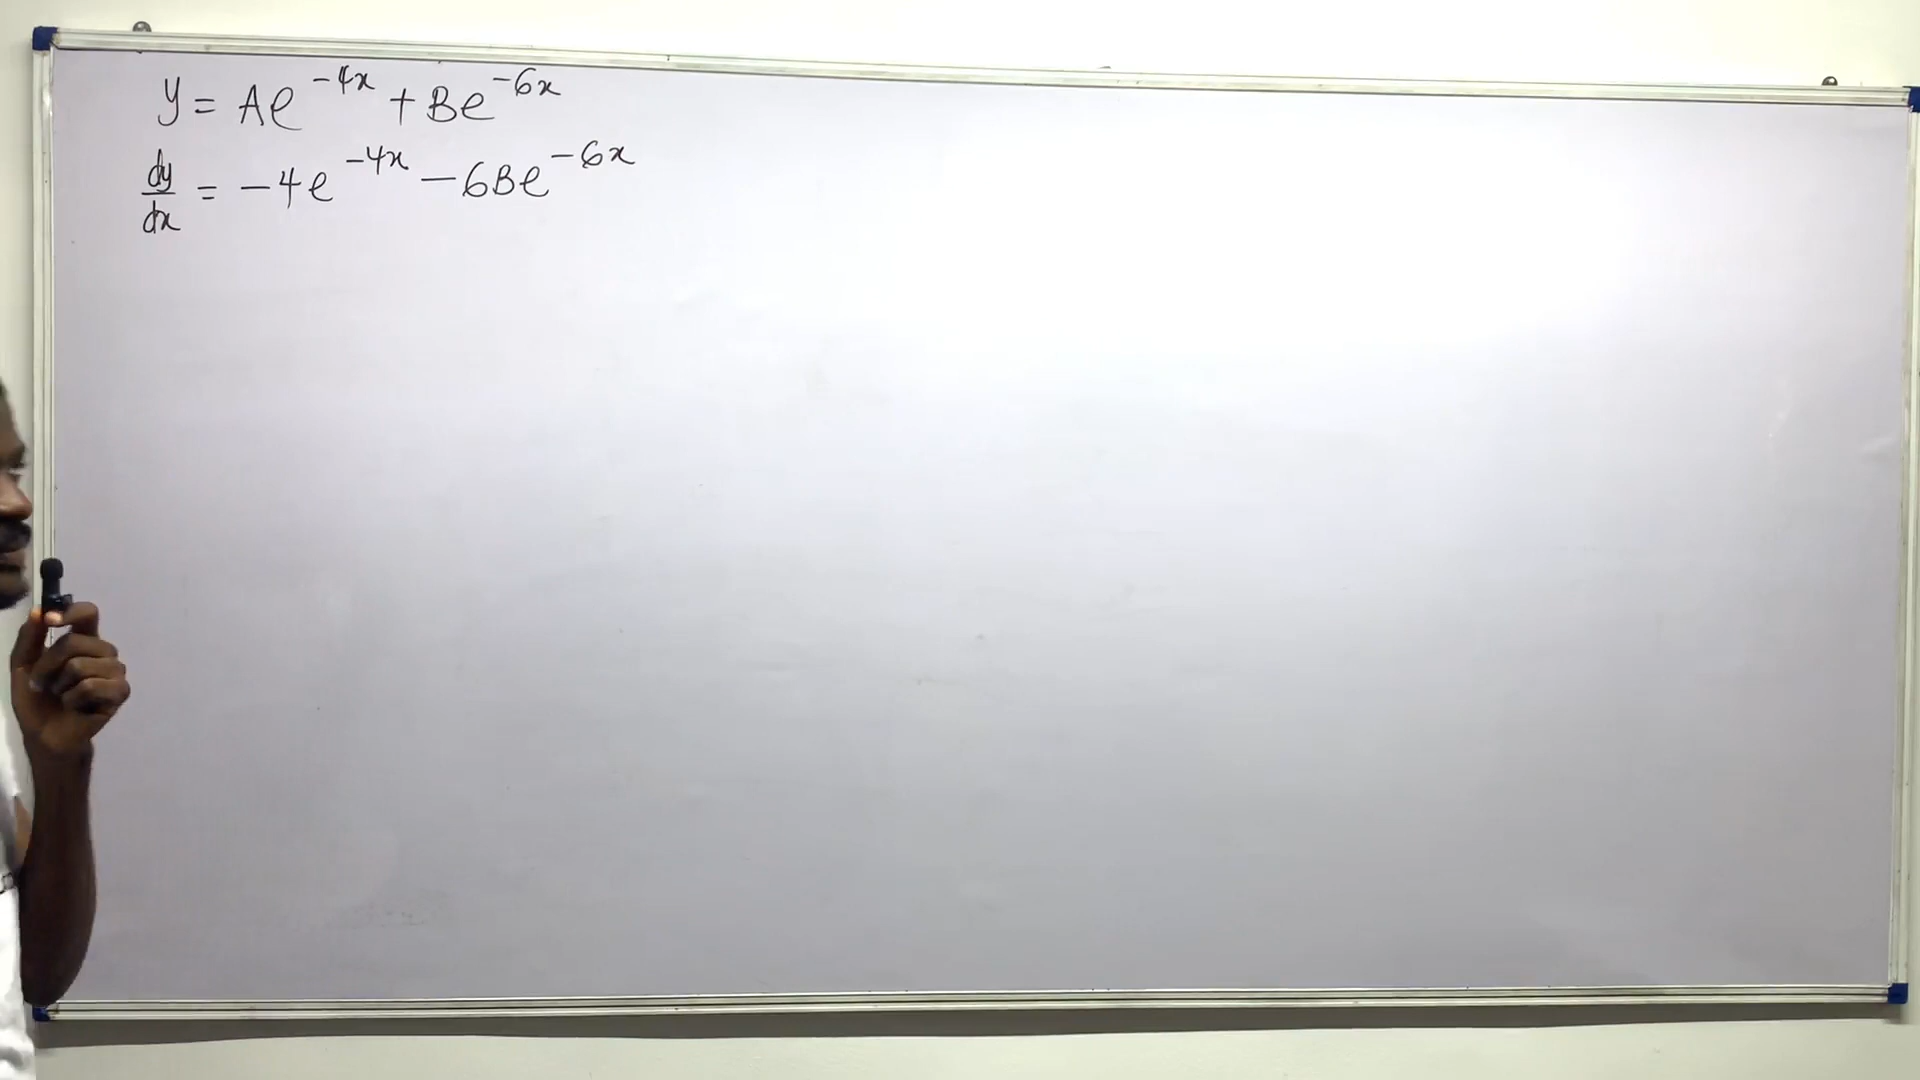 y = Ae^{-4x} + Be^{-6x}
dy/dx = -4e^{-4x} - 6Be^{-6x}